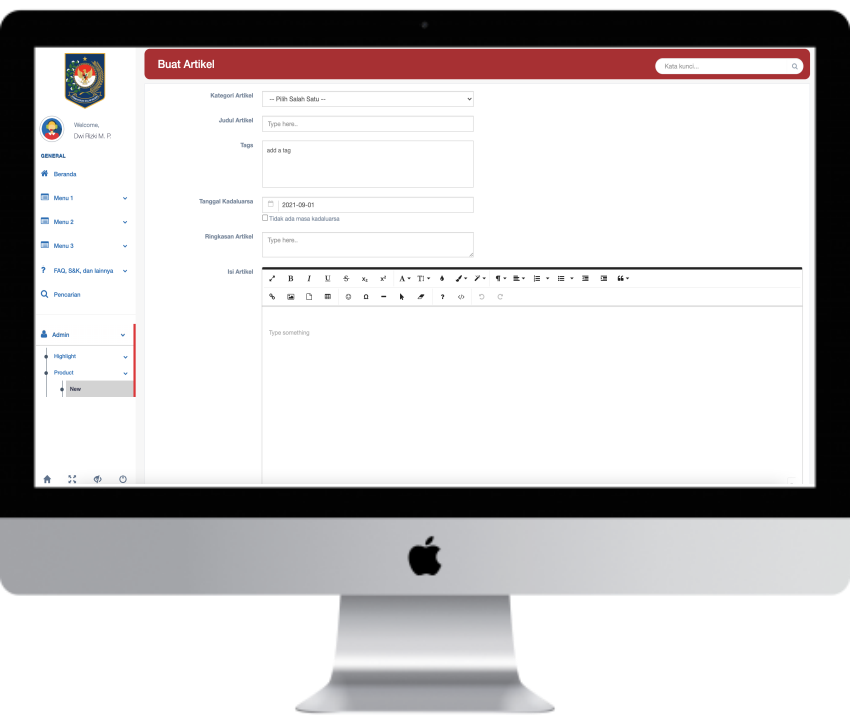 Buat Artikel
Kata kunci...
Welcome,
Dwi Rizki M. P.
GENERAL
Beranda
Menu 1
Menu 2
Menu 3
FAQ, S&K, dan lainnya
Pencarian
Admin
Highlight
Product
New
Kategori Artikel
-- Pilih Salah Satu --
Judul Artikel
Type here..
Tags
add a tag
Tanggal Kadaluarsa
2021-09-01
Tidak ada masa kadaluarsa
Ringkasan Artikel
Type here..
Isi Artikel
Type something